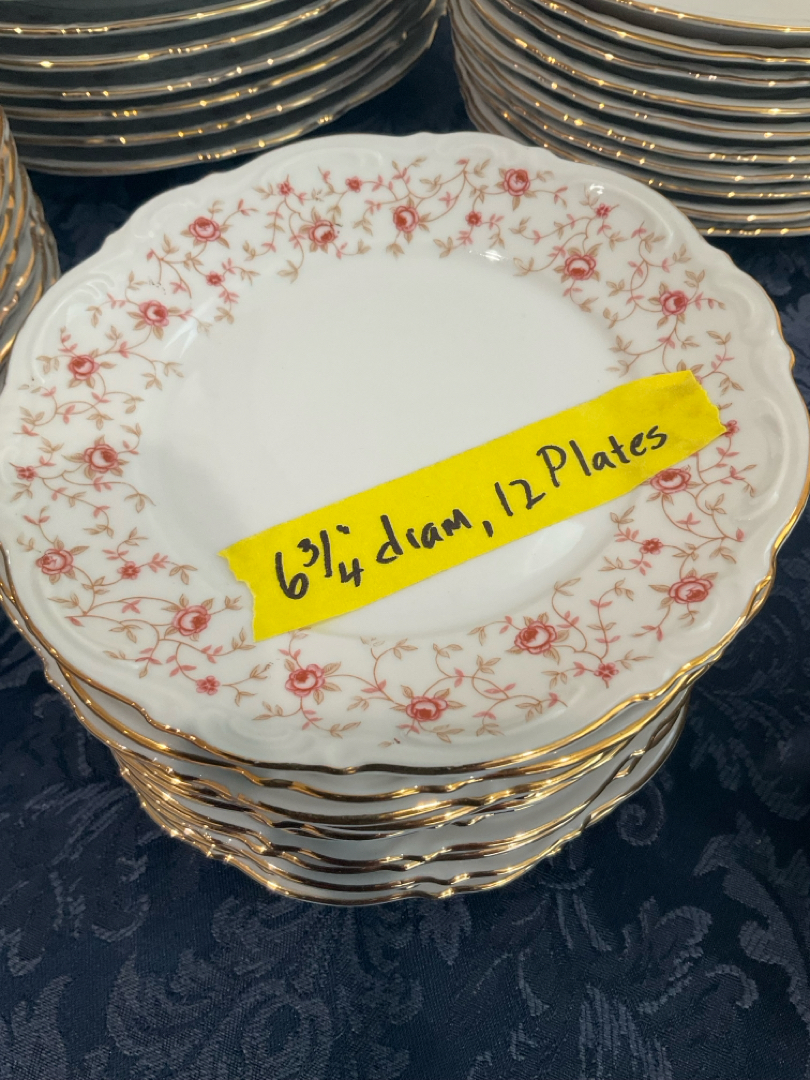 6 3/4" diam, 12 Plates